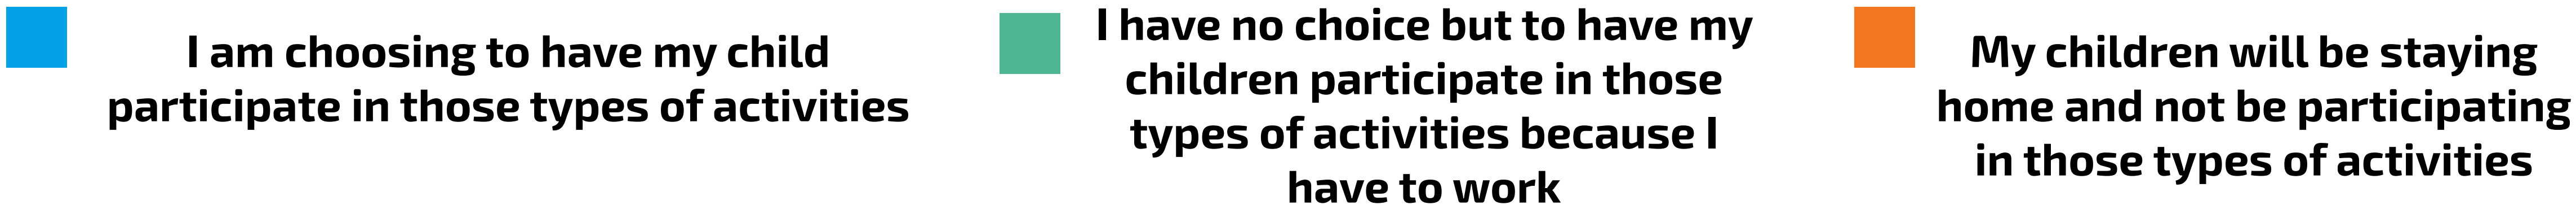 I am choosing to have my child
participate in those types of activities
I have no choice but to have my
children participate in those
types of activities because I
have to work
My children will be staying
home and not be participating
in those types of activities